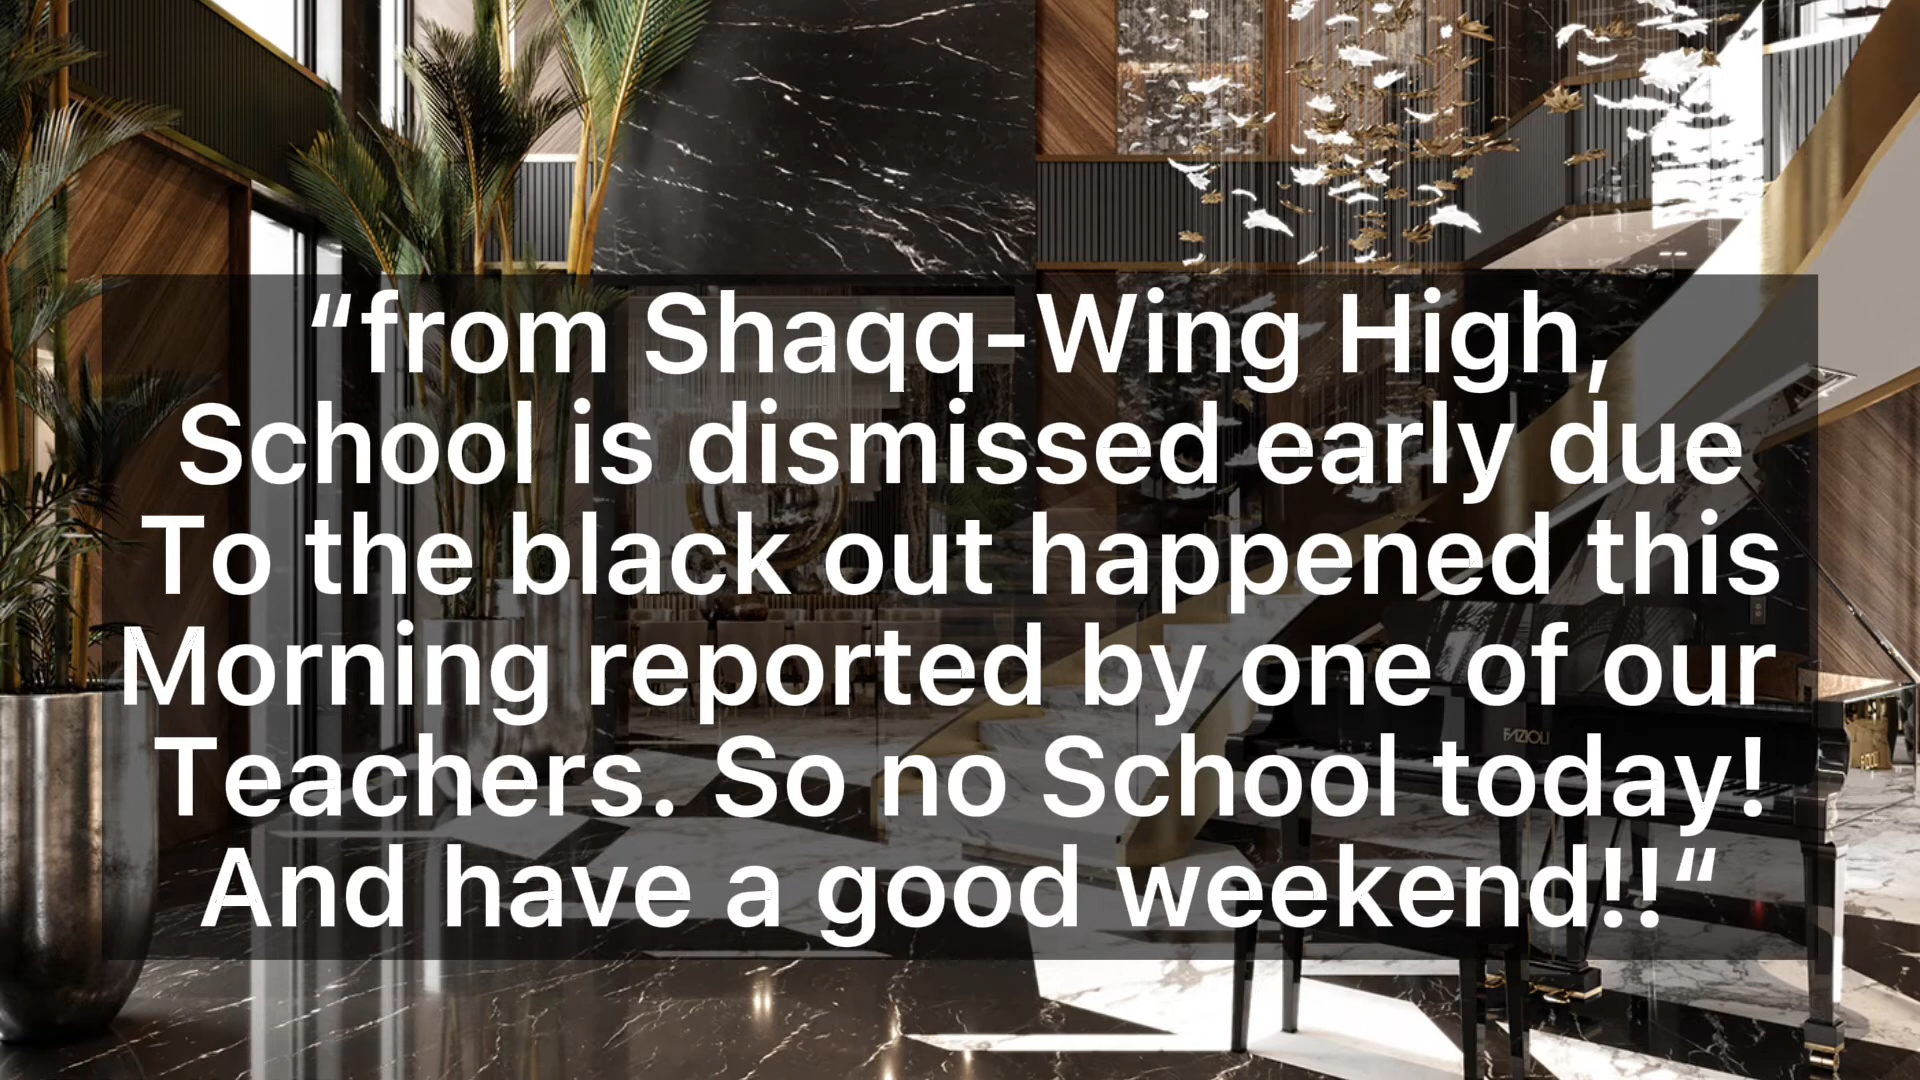 “from Shaqq-Wing High,
School is dismissed early due
To the black out happened this
Morning reported by one of our
Teachers. So no School today!
And have a good weekend!!“
FAZIOLI